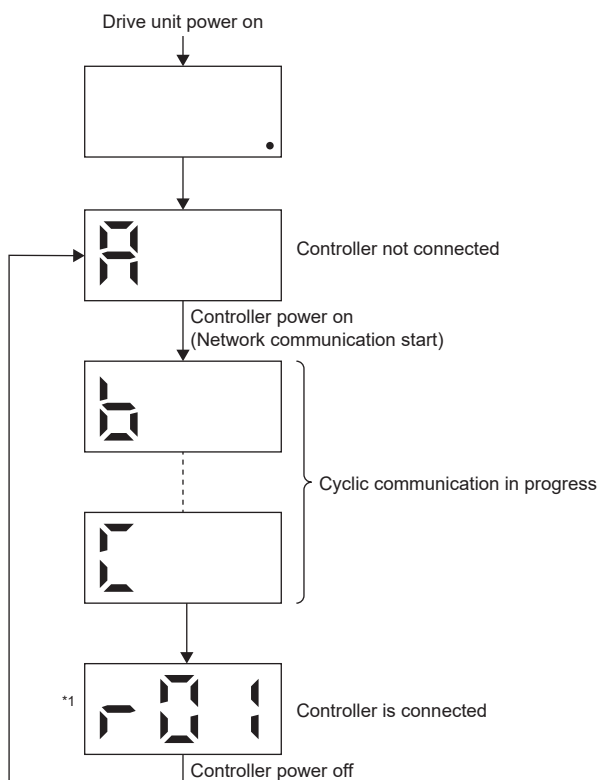 Drive unit power on
.
A
Controller not connected
Controller power on
(Network communication start)
b
Cyclic communication in progress
C
*1
r01
Controller is connected
Controller power off